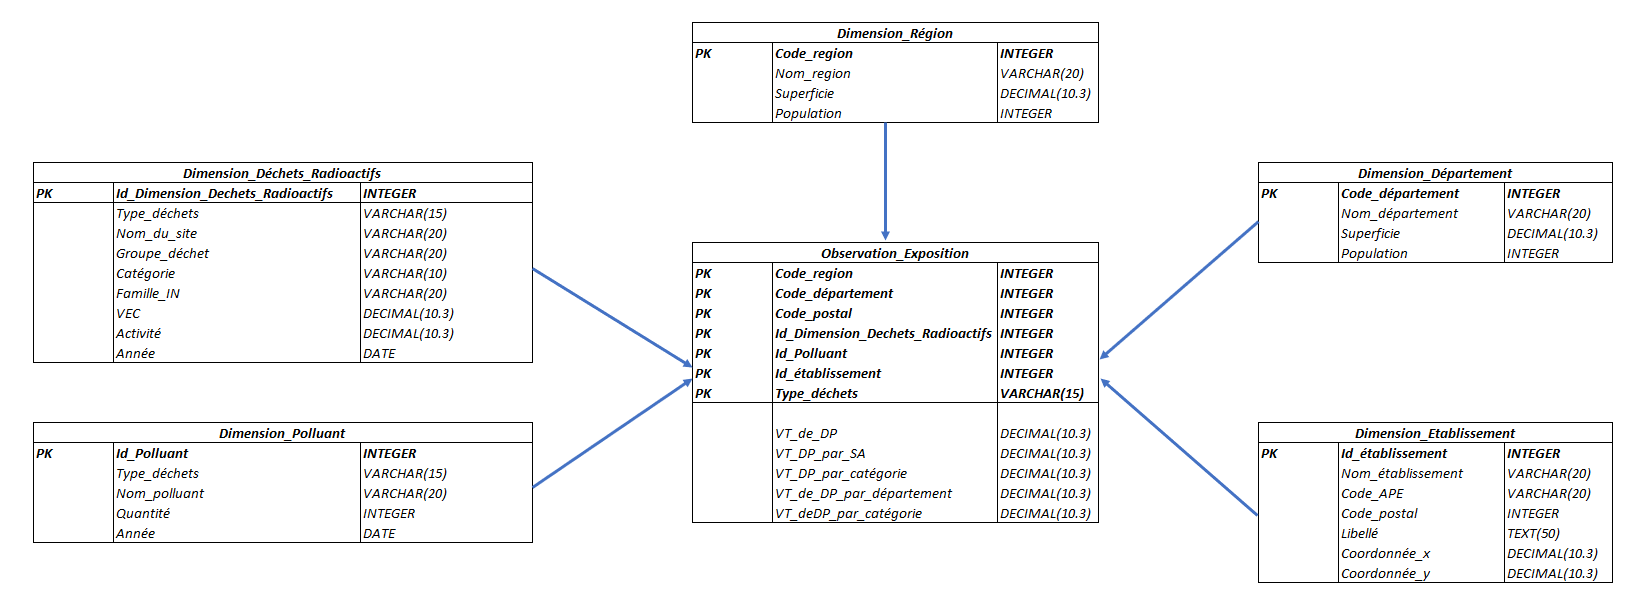 Dimension_Région
PK Code_region INTEGER
Nom_region VARCHAR(20)
Superficie DECIMAL(10.3)
Population INTEGER
Dimension_Déchets_Radioactifs
PK Id_Dimension_Dechets_Radioactifs INTEGER
Type_déchets VARCHAR(15)
Nom_du_site VARCHAR(20)
Groupe_déchet VARCHAR(20)
Catégorie VARCHAR(10)
Famille_IN VARCHAR(20)
VEC DECIMAL(10.3)
Activité DECIMAL(10.3)
Année DATE
Dimension_Département
PK Code_département INTEGER
Nom_département VARCHAR(20)
Superficie DECIMAL(10.3)
Population INTEGER
Observation_Exposition
PK Code_region INTEGER
PK Code_département INTEGER
PK Code_postal INTEGER
PK Id_Dimension_Dechets_Radioactifs INTEGER
PK Id_Polluant INTEGER
PK Id_établissement INTEGER
PK Type_déchets VARCHAR(15)
VT_de_DP DECIMAL(10.3)
VT_DP_par_SA DECIMAL(10.3)
VT_DP_par_catégorie DECIMAL(10.3)
VT_de_DP_par_département DECIMAL(10.3)
VT_deDP_par_catégorie DECIMAL(10.3)
Dimension_Polluant
PK Id_Polluant INTEGER
Type_déchets VARCHAR(15)
Nom_polluant VARCHAR(20)
Quantité INTEGER
Année DATE
Dimension_Etablissement
PK Id_établissement INTEGER
Nom_établissement VARCHAR(20)
Code_APE VARCHAR(20)
Code_postal INTEGER
Libellé TEXT(50)
Coordonnée_x DECIMAL(10.3)
Coordonnée_y DECIMAL(10.3)